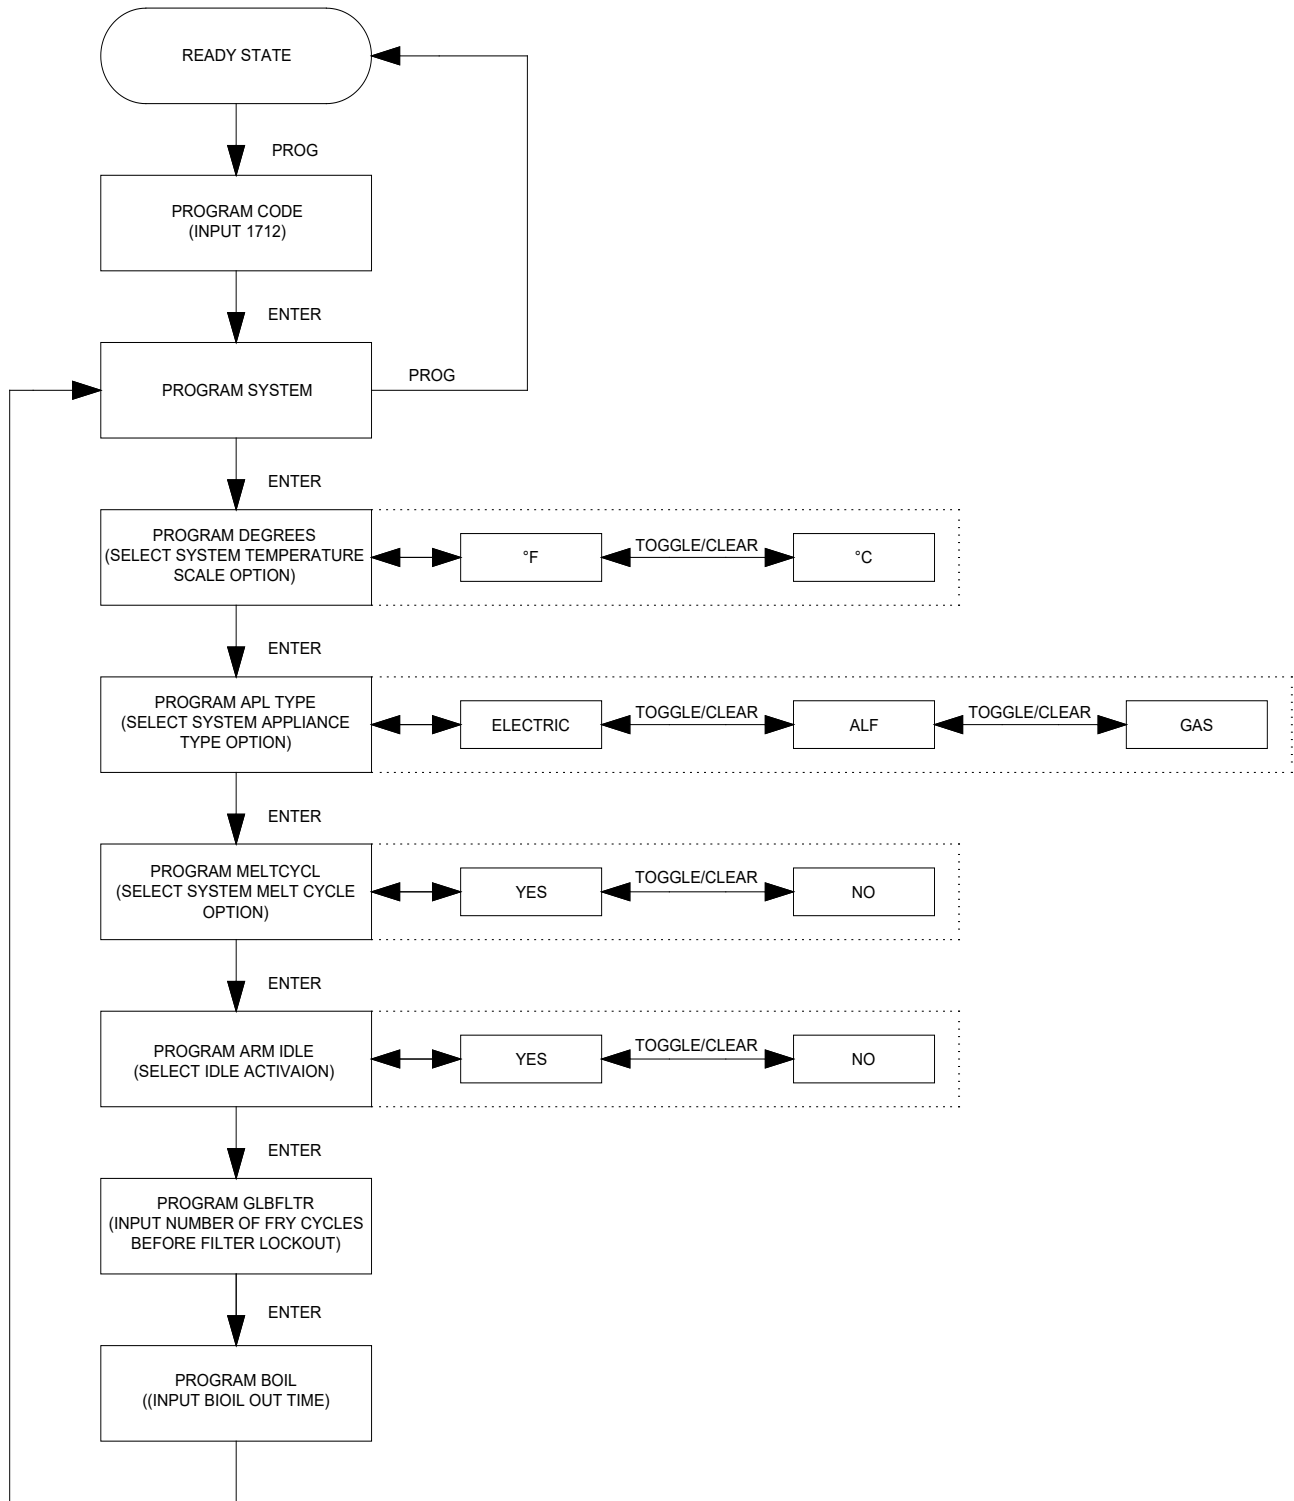 READY STATE
PROG
PROGRAM CODE
(INPUT 1712)
ENTER
PROGRAM SYSTEM
PROG
ENTER
PROGRAM DEGREES
(SELECT SYSTEM TEMPERATURE
SCALE OPTION)
°F
TOGGLE/CLEAR
°C
ENTER
PROGRAM APL TYPE
(SELECT SYSTEM APPLIANCE
TYPE OPTION)
ELECTRIC
TOGGLE/CLEAR
ALF
TOGGLE/CLEAR
GAS
ENTER
PROGRAM MELTCYCL
(SELECT SYSTEM MELT CYCLE
OPTION)
YES
TOGGLE/CLEAR
NO
ENTER
PROGRAM ARM IDLE
(SELECT IDLE ACTIVAION)
YES
TOGGLE/CLEAR
NO
ENTER
PROGRAM GLBFLTR
(INPUT NUMBER OF FRY CYCLES
BEFORE FILTER LOCKOUT)
ENTER
PROGRAM BOIL
((INPUT BIOIL OUT TIME)